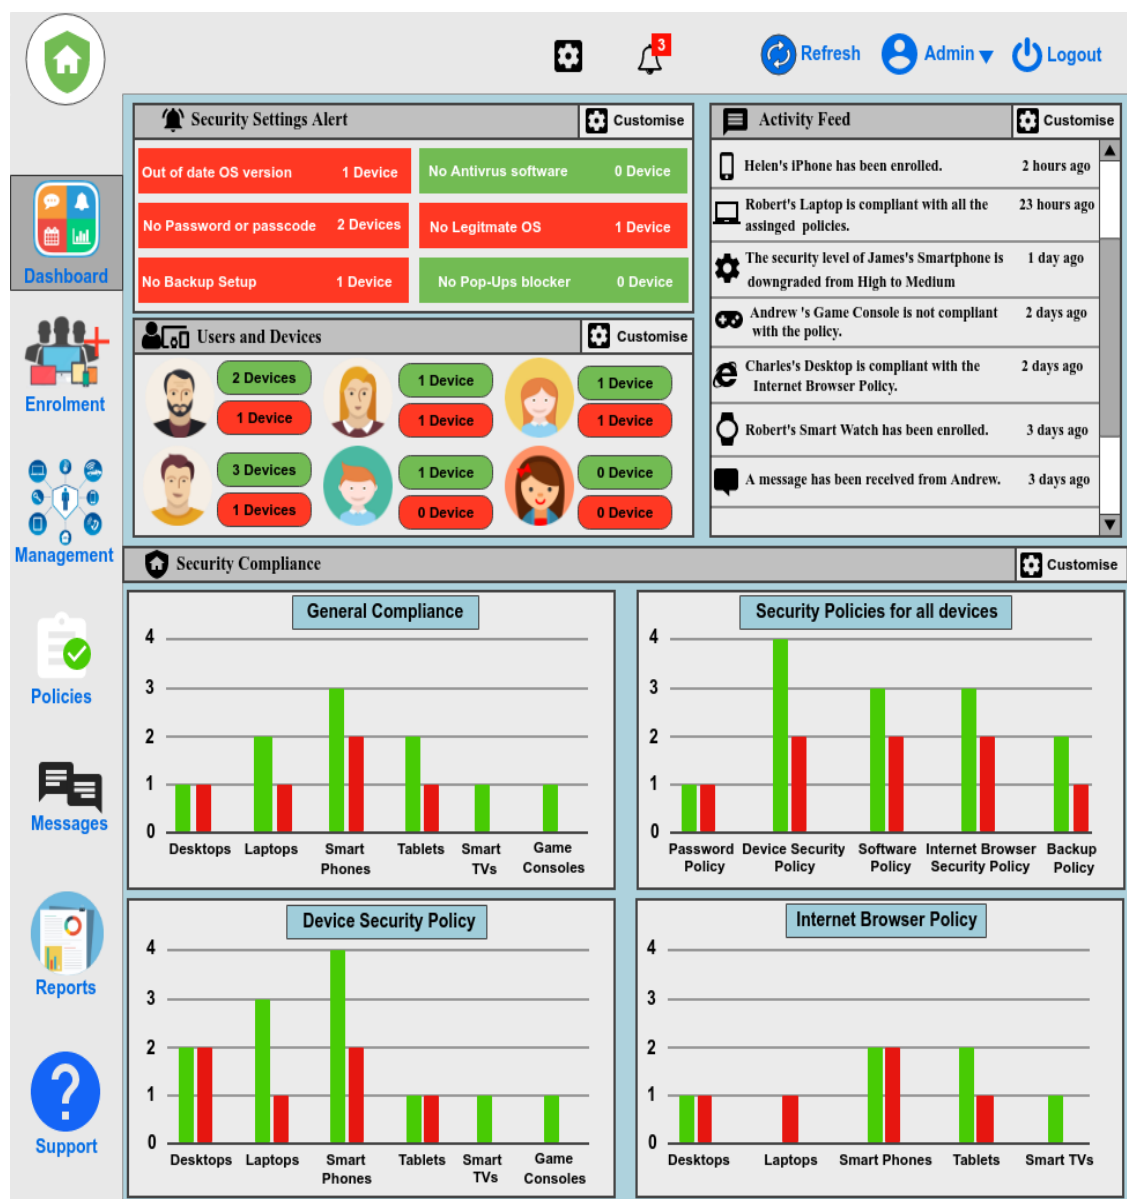 3
Refresh
Admin
Logout
Security Settings Alert
Customise
Out of date OS version 1 Device
No Antivrus software 0 Device
No Password or passcode 2 Devices
No Legitmate OS 1 Device
No Backup Setup 1 Device
No Pop-Ups blocker 0 Device
Activity Feed
Customise
Helen's iPhone has been enrolled. 2 hours ago
Robert's Laptop is compliant with all the 23 hours ago
assinged policies.
The security level of James's Smartphone is 1 day ago
downgraded from High to Medium
Andrew 's Game Console is not compliant 2 days ago
with the policy.
Charles's Desktop is compliant with the 2 days ago
Internet Browser Policy.
Robert's Smart Watch has been enrolled. 3 days ago
A message has been received from Andrew. 3 days ago
Users and Devices
Customise
2 Devices
1 Device
1 Device
1 Device
1 Device
1 Device
3 Devices
1 Devices
1 Device
0 Device
0 Device
0 Device
Dashboard
Enrolment
Management
Policies
Messages
Reports
Support
Security Compliance
Customise
General Compliance
4
3
2
1
0
Desktops Laptops Smart Tablets Smart Game
Phones TVs Consoles
Security Policies for all devices
4
3
2
1
0
Password Device Security Software Internet Browser Backup
Policy Policy Policy Security Policy Policy
Device Security Policy
4
3
2
1
0
Desktops Laptops Smart Tablets Smart Game
Phones TVs Consoles
Internet Browser Policy
4
3
2
1
0
Desktops Laptops Smart Phones Tablets Smart TVs